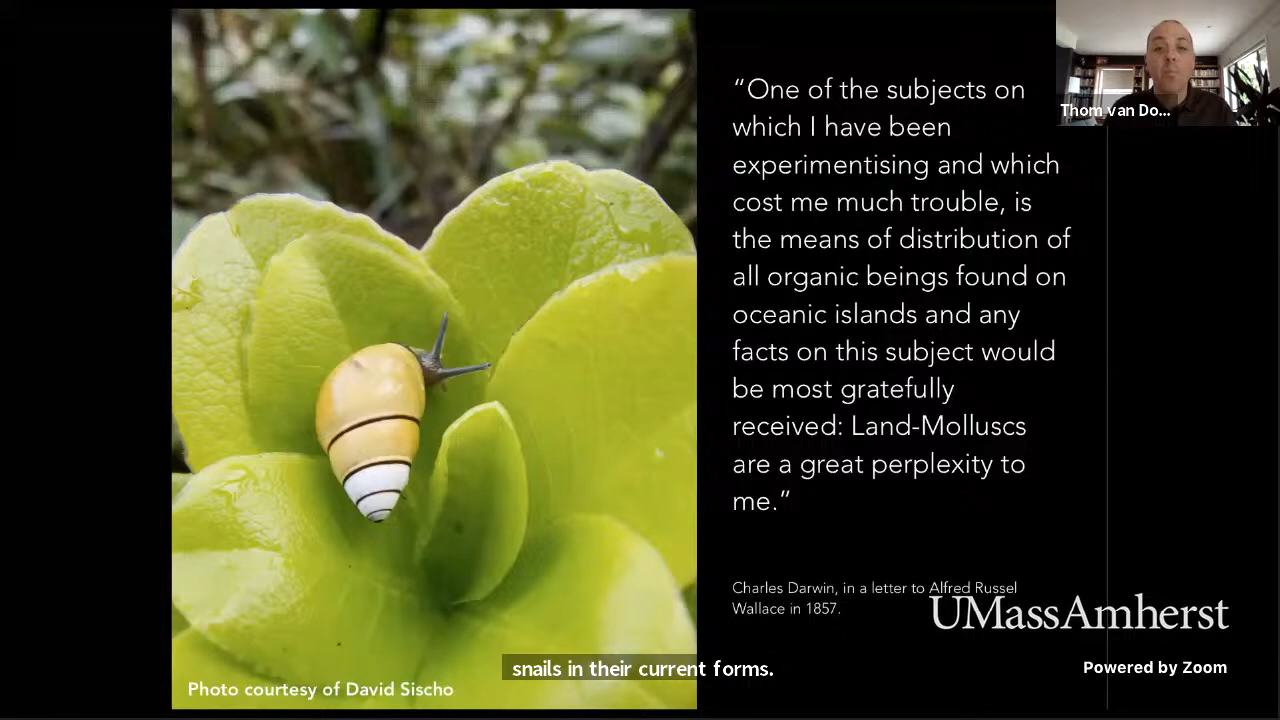 “One of the subjects on
which I have been
experimentising and which
cost me much trouble, is
the means of distribution of
all organic beings found on
oceanic islands and any
facts on this subject would
be most gratefully
received: Land-Molluscs
are a great perplexity to
me.”
Charles Darwin, in a letter to Alfred Russel
Wallace in 1857.
Thom van Do...
UMassAmherst
snails in their current forms.
Powered by Zoom
Photo courtesy of David Sischo